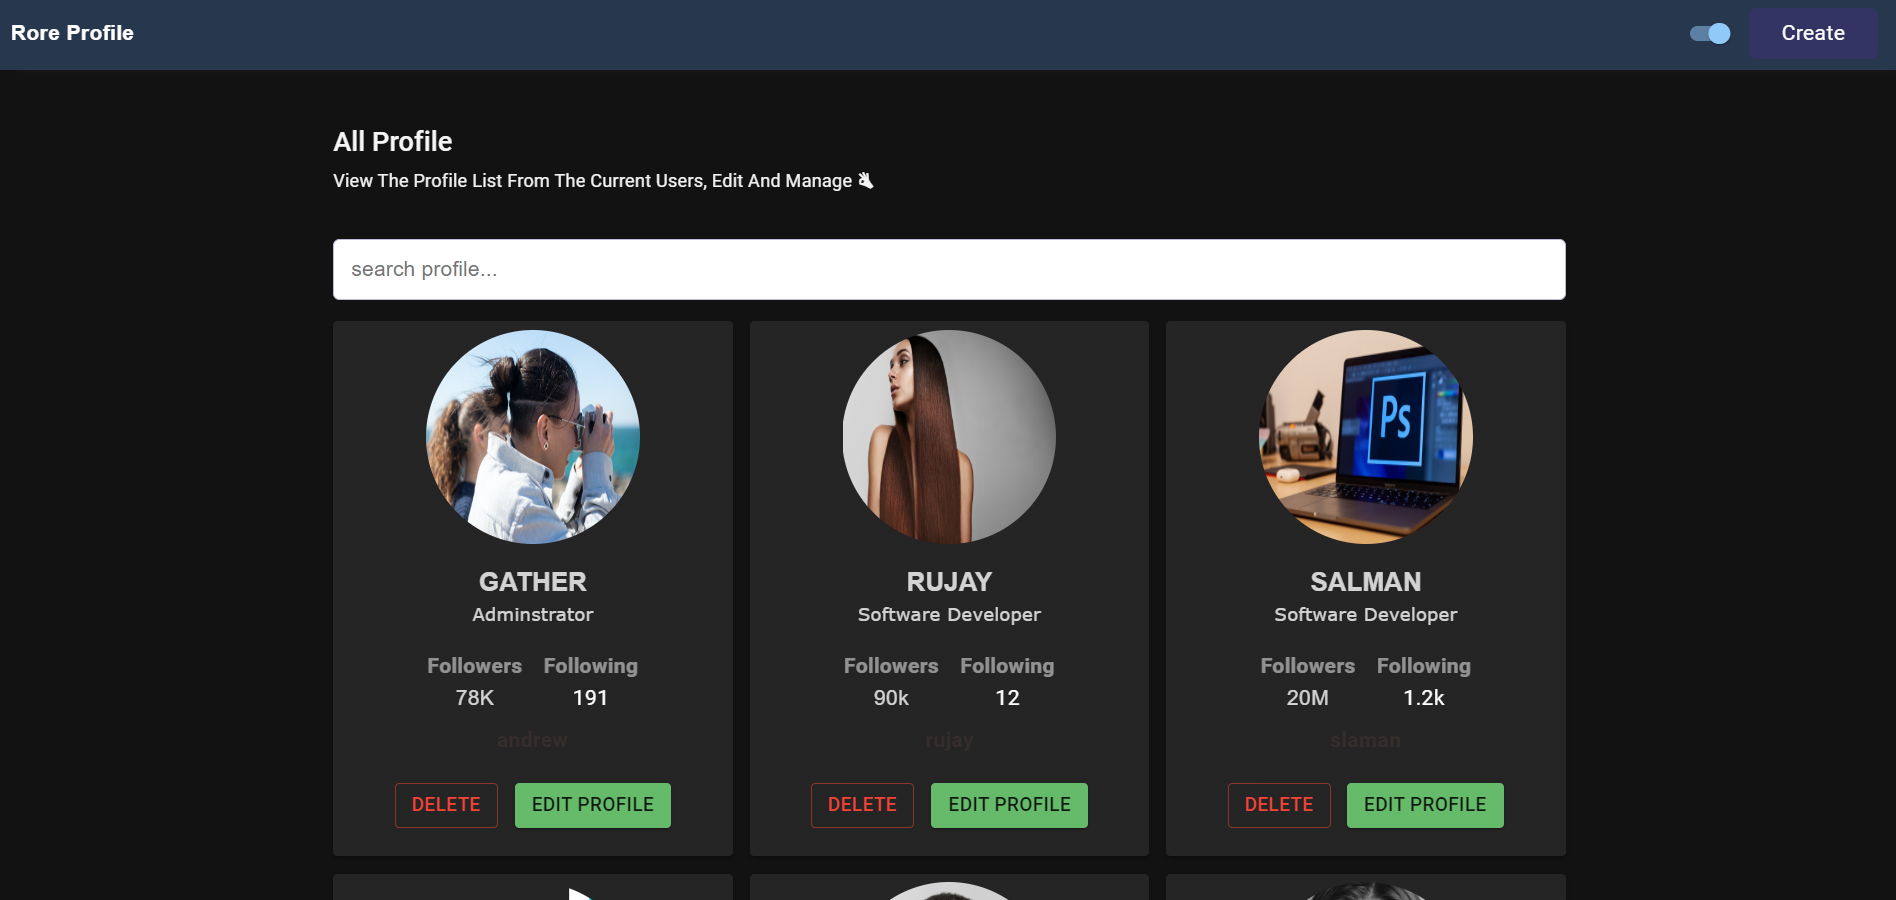 Rore Profile
Create
All Profile
View The Profile List From The Current Users, Edit And Manage
search profile...
Ps
GATHER
Adminstrator
Followers Following
78K 191
andrew
DELETE EDIT PROFILE
RUJAY
Software Developer
Followers Following
90k 12
rujay
DELETE EDIT PROFILE
SALMAN
Software Developer
Followers Following
20M 1.2k
slaman
DELETE EDIT PROFILE